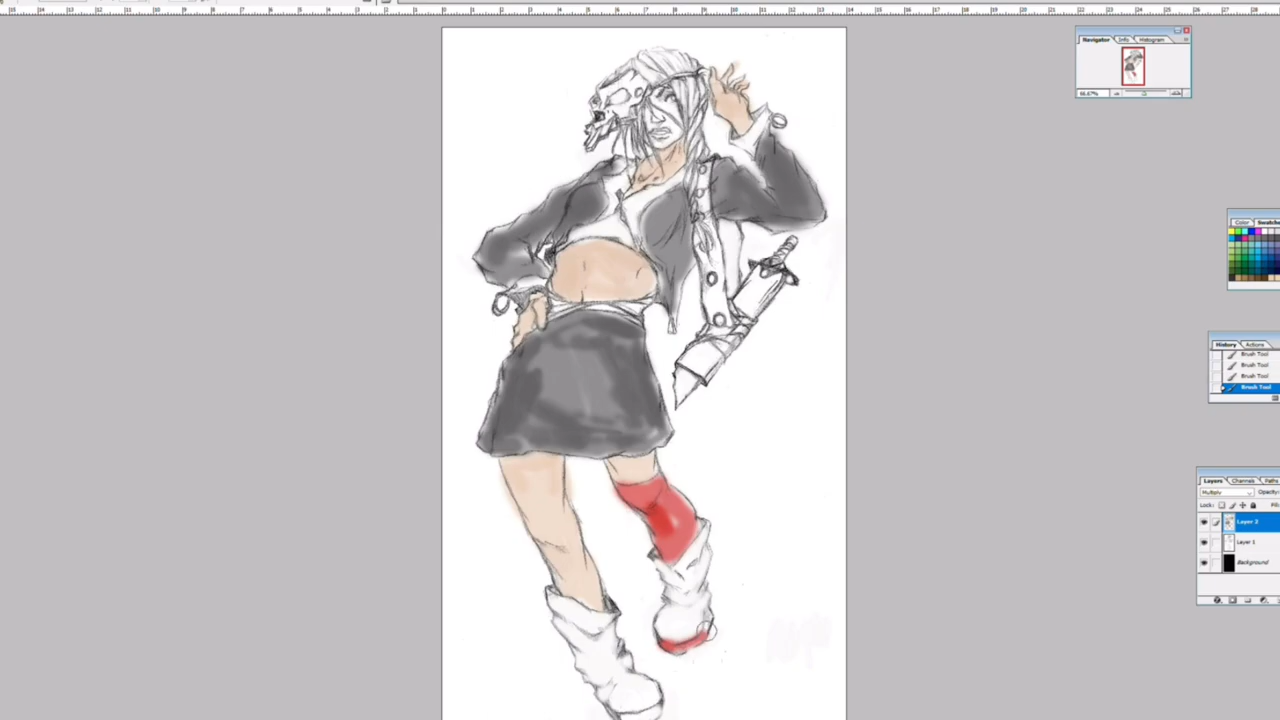 Navigator Info Histogram
66.67%
Color Swatches
History Actions
Brush Tool
Brush Tool
Brush Tool
Brush Tool
Layers Channels Paths
Multiply Opacity:
Lock: Fill:
Layer 2
Layer 1
Background